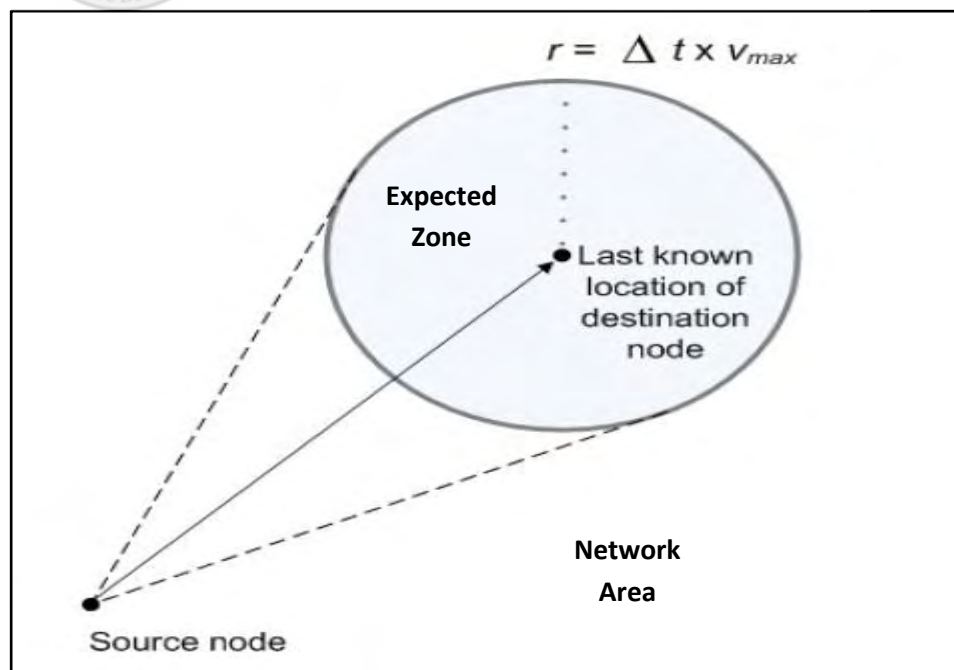 r = Δ t x vmax
Expected
Zone
Last known
location of
destination
node
Network
Area
Source node